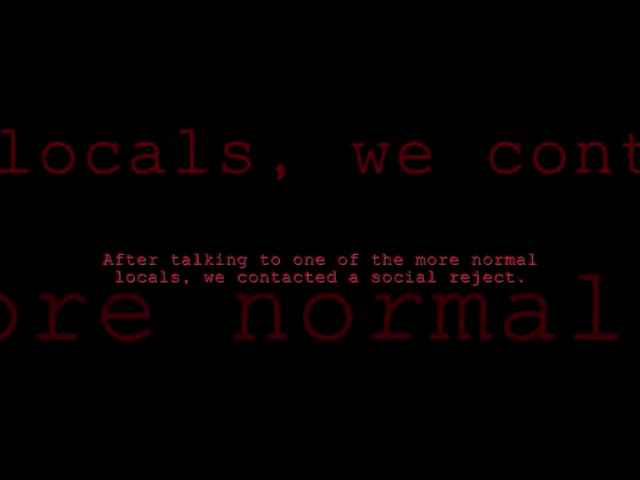 locals, we cont
After talking to one of the more normal
locals, we contacted a social reject.
ore normal